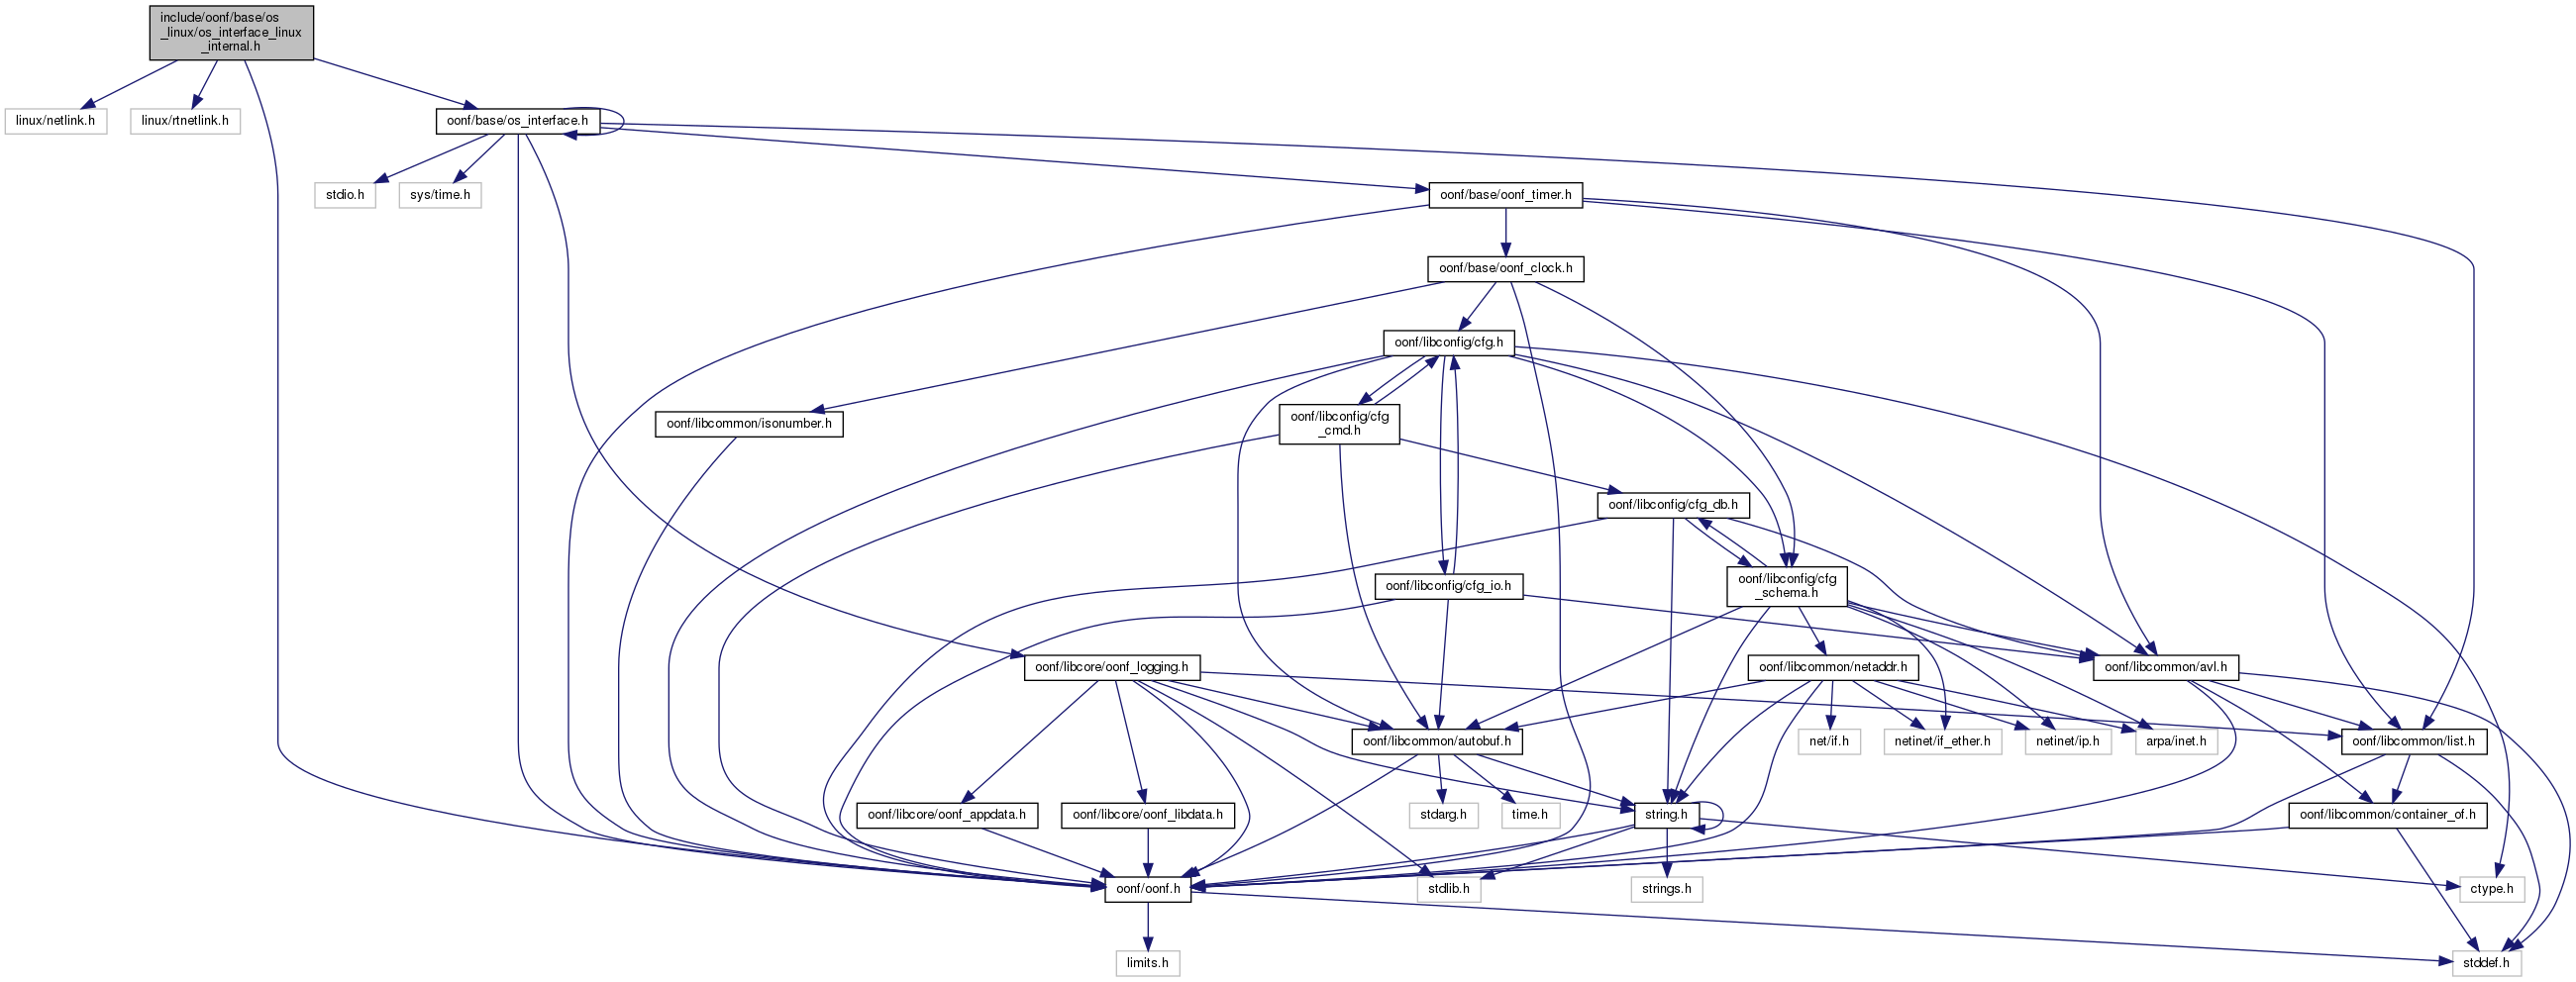 include/oonf/base/os
_linux/os_interface_linux
_internal.h
linux/netlink.h
linux/rtnetlink.h
oonf/base/os_interface.h
stdio.h
sys/time.h
oonf/base/oonf_timer.h
oonf/base/oonf_clock.h
oonf/libconfig/cfg.h
oonf/libcommon/isonumber.h
oonf/libconfig/cfg
_cmd.h
oonf/libconfig/cfg_db.h
oonf/libconfig/cfg_io.h
oonf/libconfig/cfg
_schema.h
oonf/libcore/oonf_logging.h
oonf/libcommon/netaddr.h
oonf/libcommon/avl.h
oonf/libcommon/autobuf.h
net/if.h
netinet/if_ether.h
netinet/ip.h
arpa/inet.h
oonf/libcommon/list.h
oonf/libcore/oonf_appdata.h
oonf/libcore/oonf_libdata.h
stdarg.h
time.h
string.h
oonf/libcommon/container_of.h
oonf/oonf.h
stdlib.h
strings.h
ctype.h
limits.h
stddef.h